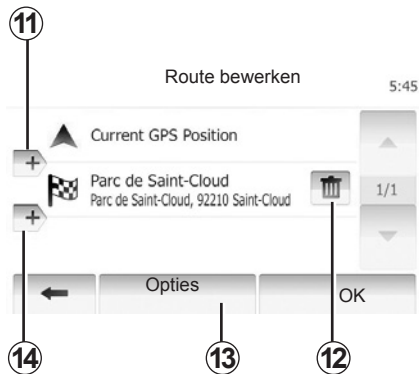 11
Route bewerken
5:45
Current GPS Position
Parc de Saint-Cloud
Parc de Saint-Cloud, 92210 Saint-Cloud
1/1
Opties
OK
14
13
12